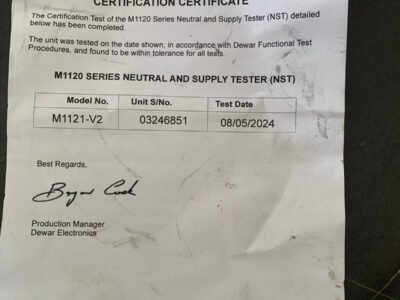 CERTIFICATION CERTIFICATE
The Certification Test of the M1120 Series Neutral and Supply Tester (NST) detailed
below has been completed.
The unit was tested on the date shown, in accordance with Dewar Functional Test
Procedures, and found to be within tolerance for all tests.
M1120 SERIES NEUTRAL AND SUPPLY TESTER (NST)
Model No. Unit S/No. Test Date
M1121-V2 03246851 08/05/2024
Best Regards,
Production Manager
Dewar Electronics